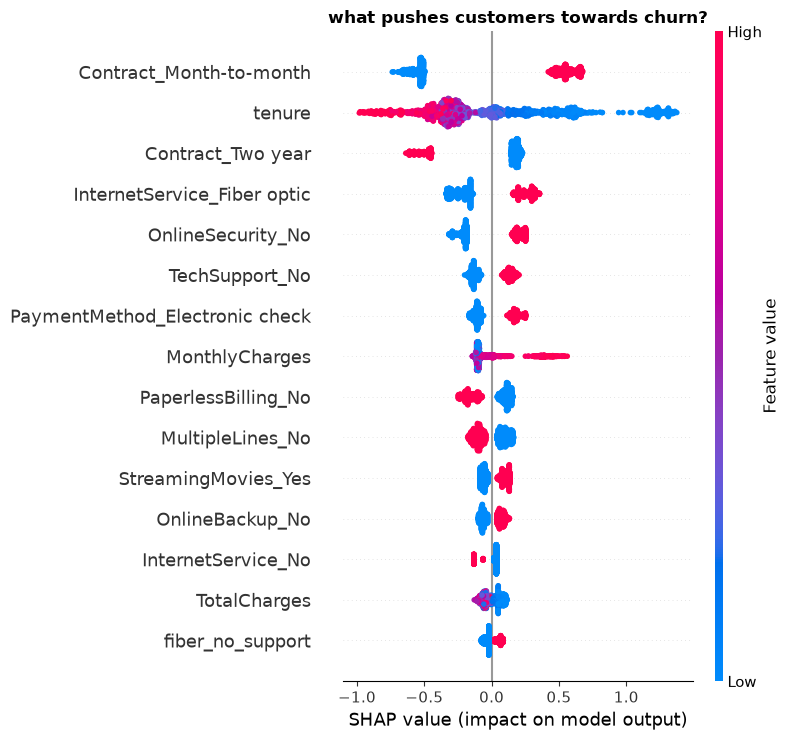 what pushes customers towards churn?
High
Contract_Month-to-month
tenure
Contract_Two year
InternetService_Fiber optic
OnlineSecurity_No
TechSupport_No
PaymentMethod_Electronic check
MonthlyCharges
PaperlessBilling_No
MultipleLines_No
StreamingMovies_Yes
OnlineBackup_No
InternetService_No
TotalCharges
fiber_no_support
Feature value
Low
−1.0 −0.5 0.0 0.5 1.0
SHAP value (impact on model output)